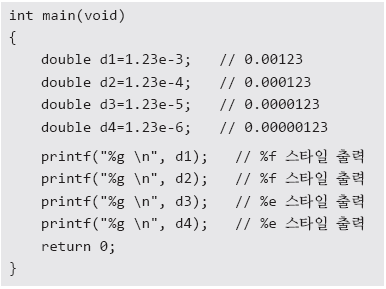 int main(void)
{
    double d1=1.23e-3;   // 0.00123
    double d2=1.23e-4;   // 0.000123
    double d3=1.23e-5;   // 0.0000123
    double d4=1.23e-6;   // 0.00000123
    printf("%g \n", d1);   // %f 스타일 출력
    printf("%g \n", d2);   // %f 스타일 출력
    printf("%g \n", d3);   // %e 스타일 출력
    printf("%g \n", d4);   // %e 스타일 출력
    return 0;
}